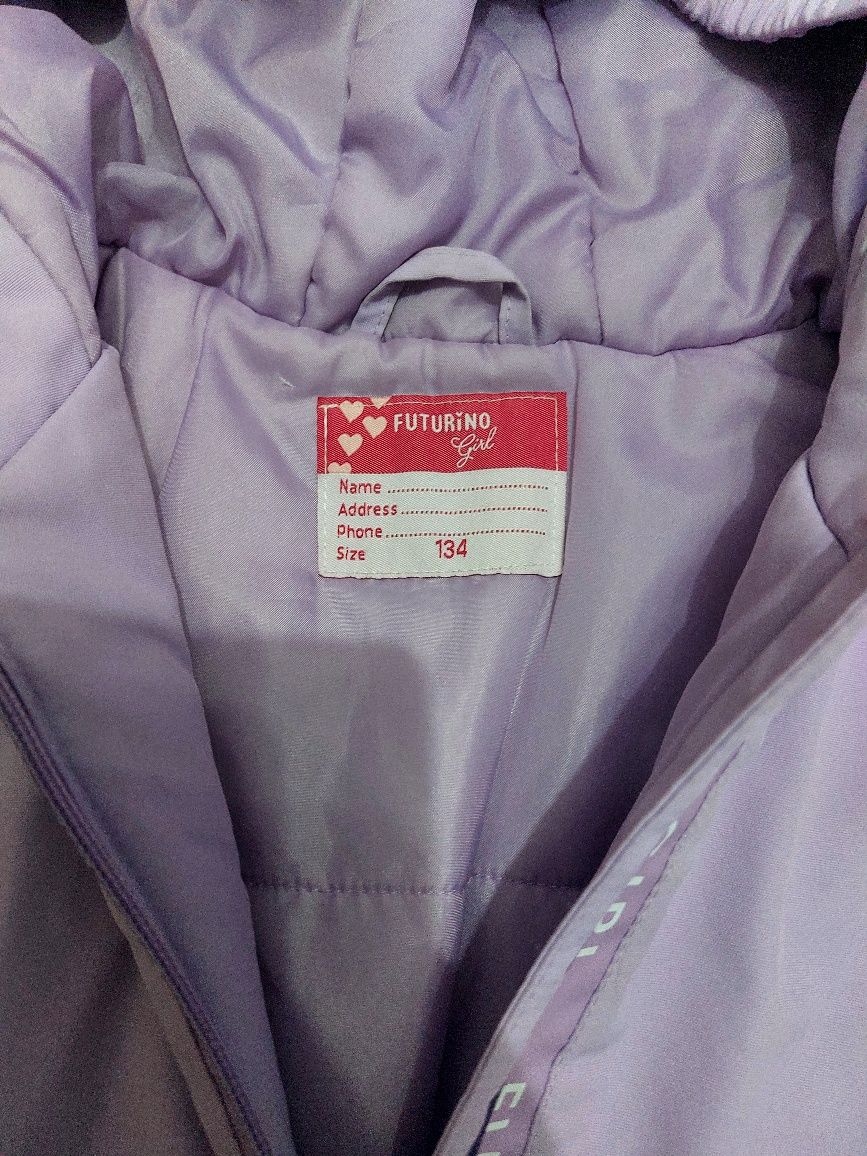 FUTURiNO
Girl
Name ................................
Address ................................
Phone ................................
Size 134